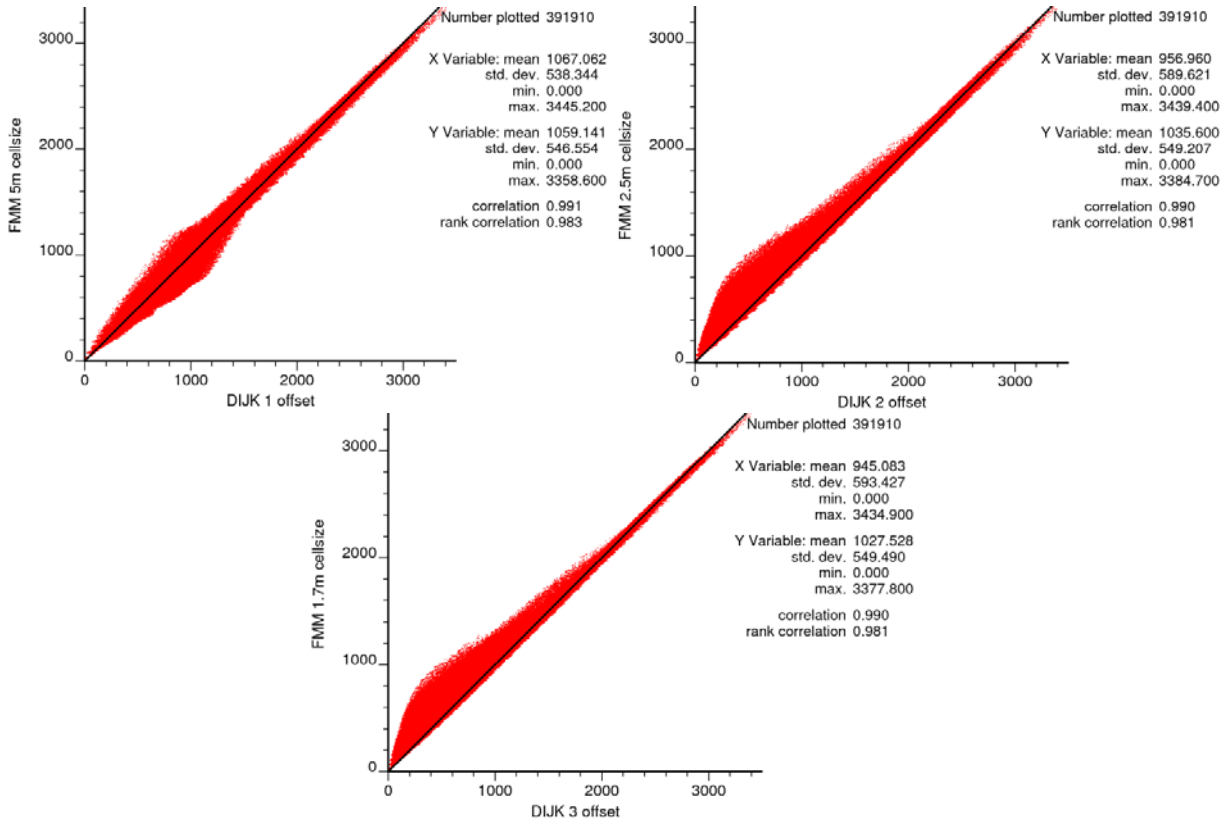 Number plotted 391910
X Variable: mean 1067.062
std. dev. 538.344
min. 0.000
max. 3445.200
Y Variable: mean 1059.141
std. dev. 546.554
min. 0.000
max. 3358.600
correlation 0.991
rank correlation 0.983
FMM 5m cellsize
3000
2000
1000
0
0 1000 2000 3000
DIJK 1 offset
Number plotted 391910
X Variable: mean 956.960
std. dev. 589.621
min. 0.000
max. 3439.400
Y Variable: mean 1035.600
std. dev. 549.207
min. 0.000
max. 3384.700
correlation 0.990
rank correlation 0.981
FMM 2.5m cellsize
3000
2000
1000
0
0 1000 2000 3000
DIJK 2 offset
Number plotted 391910
X Variable: mean 945.083
std. dev. 593.427
min. 0.000
max. 3434.900
Y Variable: mean 1027.528
std. dev. 549.490
min. 0.000
max. 3377.800
correlation 0.990
rank correlation 0.981
FMM 1.7m cellsize
3000
2000
1000
0
0 1000 2000 3000
DIJK 3 offset